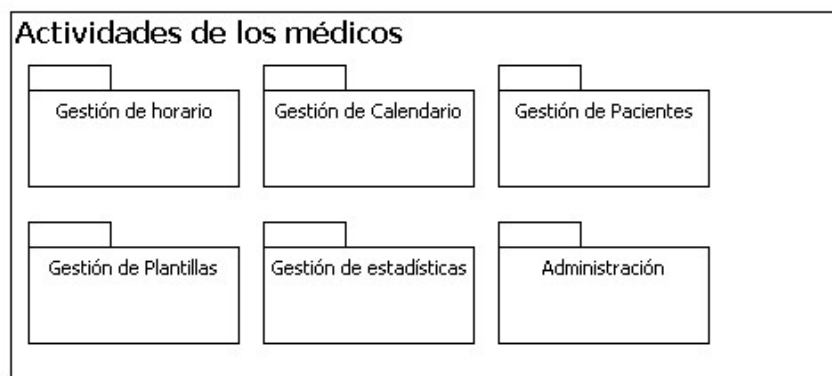 Actividades de los médicos
Gestión de horario
Gestión de Calendario
Gestión de Pacientes
Gestión de Plantillas
Gestión de estadísticas
Administración